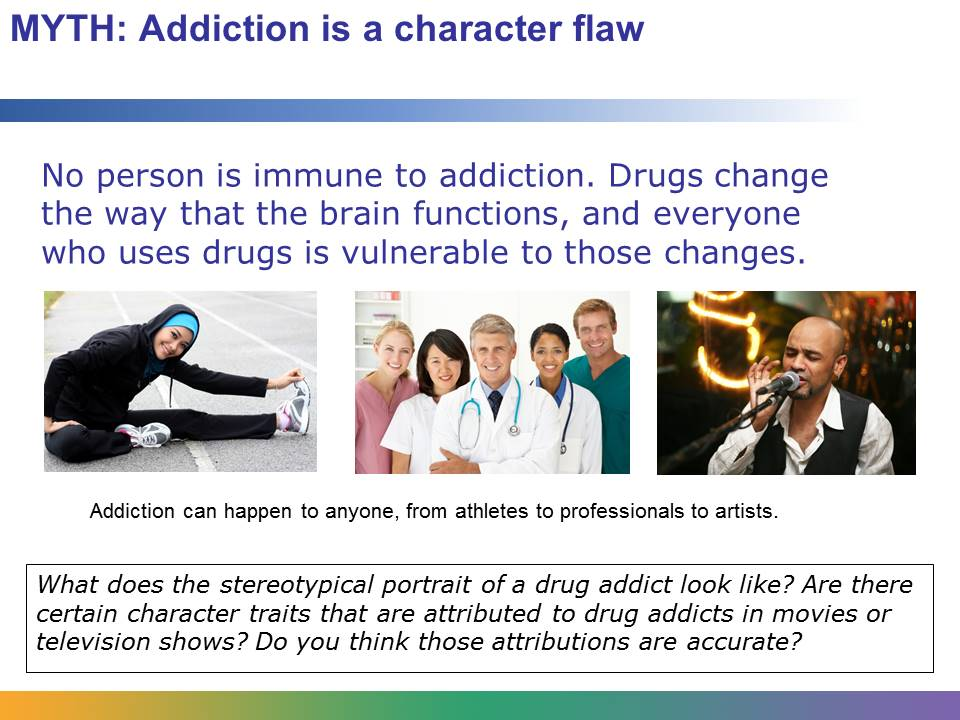 MYTH: Addiction is a character flaw
No person is immune to addiction. Drugs change
the way that the brain functions, and everyone
who uses drugs is vulnerable to those changes.
Addiction can happen to anyone, from athletes to professionals to artists.
What does the stereotypical portrait of a drug addict look like? Are there
certain character traits that are attributed to drug addicts in movies or
television shows? Do you think those attributions are accurate?